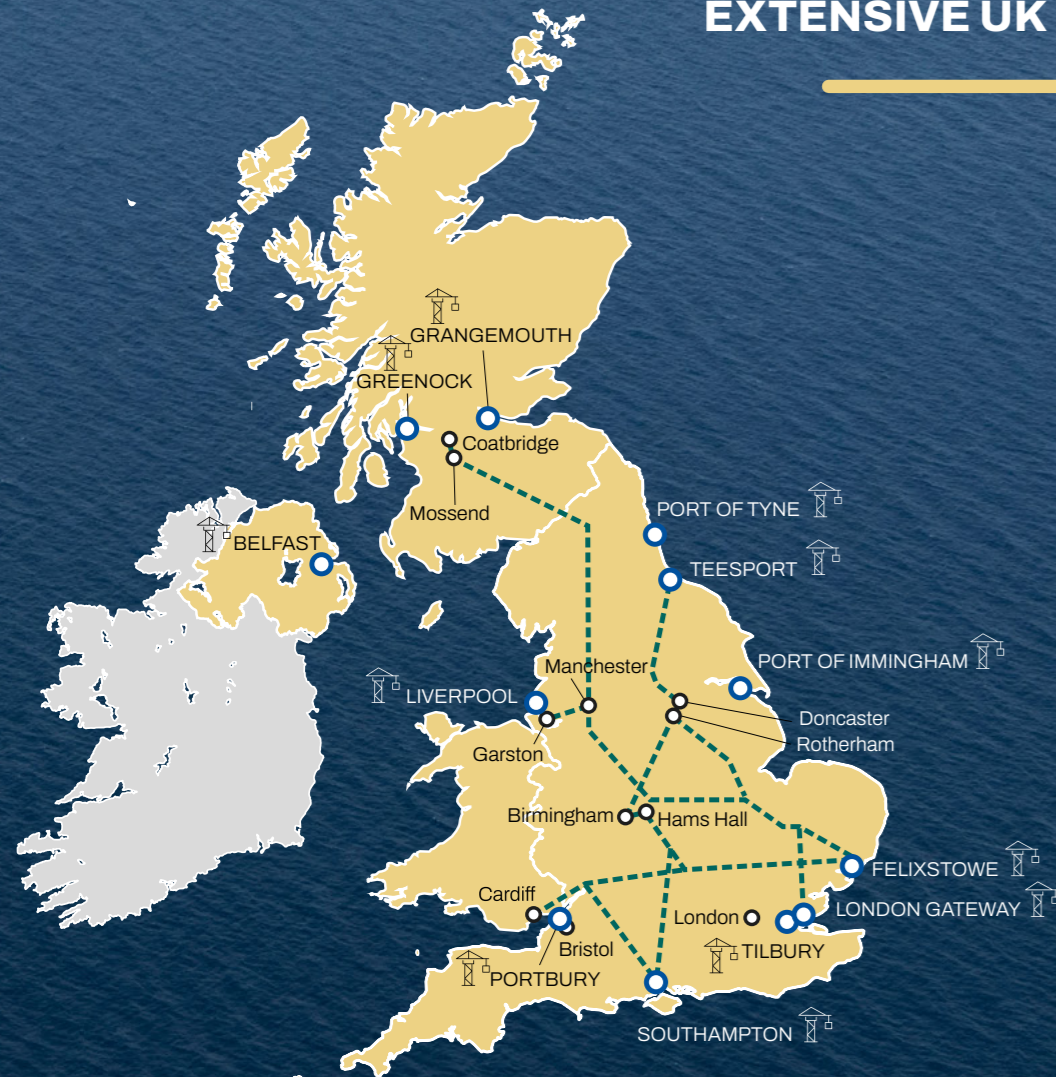 EXTENSIVE UK
GRANGEMOUTH
GREENOCK
Coatbridge
Mossend
PORT OF TYNE
BELFAST
TEESPORT
PORT OF IMMINGHAM
Manchester
LIVERPOOL
Doncaster
Rotherham
Garston
Birmingham
Hams Hall
FELIXSTOWE
Cardiff
LONDON GATEWAY
London
Bristol
TILBURY
PORTBURY
SOUTHAMPTON